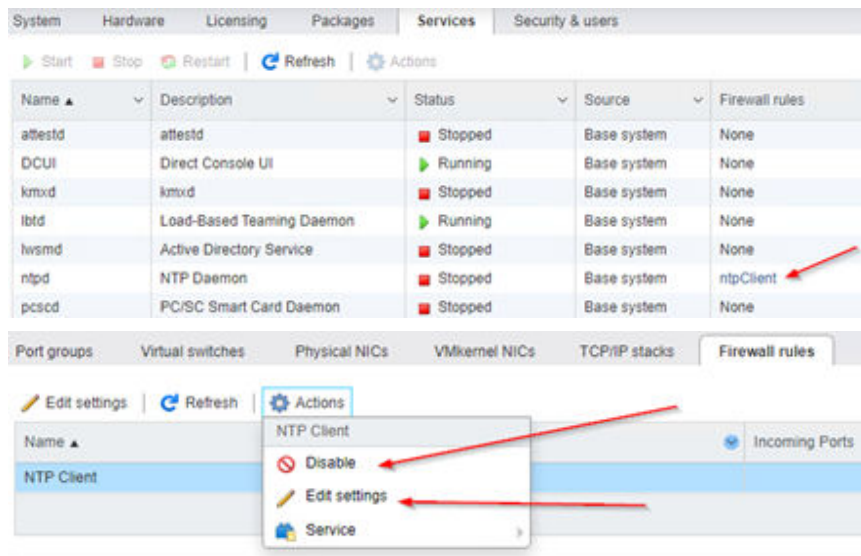 System Hardware Licensing Packages Services Security & users
Start Stop Restart Refresh Actions
Name Description Status Source Firewall rules
attestd attestd Stopped Base system None
DCUI Direct Console UI Running Base system None
kmxd kmxd Stopped Base system None
lbtd Load-Based Teaming Daemon Running Base system None
lwsmd Active Directory Service Stopped Base system None
ntpd NTP Daemon Stopped Base system ntpClient
pcscd PC/SC Smart Card Daemon Stopped Base system None
Port groups Virtual switches Physical NICs VMkernel NICs TCP/IP stacks Firewall rules
Edit settings Refresh Actions
Name Incoming Ports
NTP Client
Disable
NTP Client
Edit settings
Service